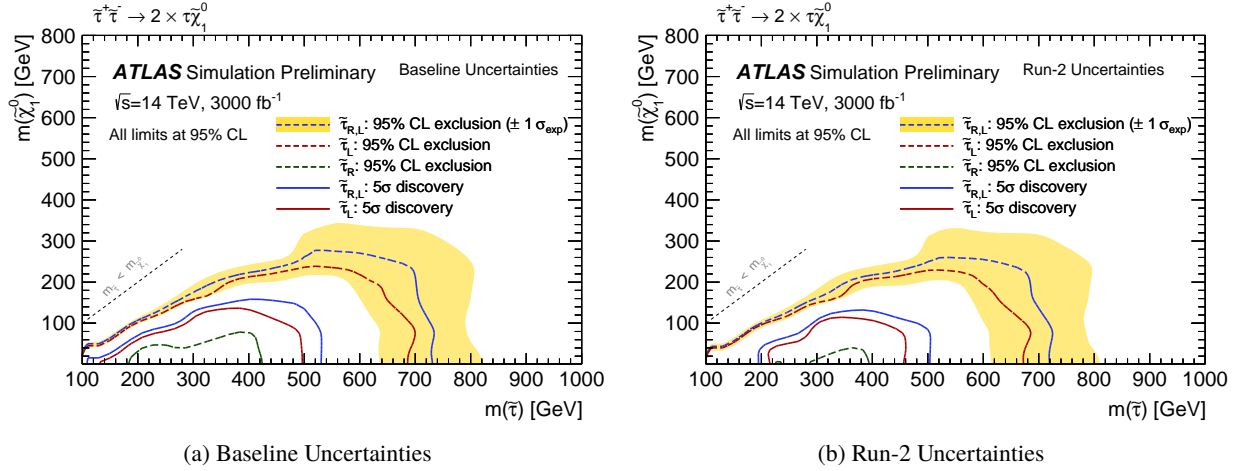 τ̃⁺τ̃⁻ → 2 × τχ̃₁⁰
m(χ̃₁⁰) [GeV]
800
700
600
500
400
300
200
100
ATLAS Simulation Preliminary Baseline Uncertainties
√s=14 TeV, 3000 fb⁻¹
All limits at 95% CL
τ̃R,L: 95% CL exclusion (± 1 σexp)
τ̃L: 95% CL exclusion
τ̃R: 95% CL exclusion
τ̃R,L: 5σ discovery
τ̃L: 5σ discovery
mτ̃ < mχ̃₁⁰
100 200 300 400 500 600 700 800 900 1000
m(τ̃) [GeV]
(a) Baseline Uncertainties
τ̃⁺τ̃⁻ → 2 × τχ̃₁⁰
m(χ̃₁⁰) [GeV]
800
700
600
500
400
300
200
100
ATLAS Simulation Preliminary Run-2 Uncertainties
√s=14 TeV, 3000 fb⁻¹
All limits at 95% CL
τ̃R,L: 95% CL exclusion (± 1 σexp)
τ̃L: 95% CL exclusion
τ̃R: 95% CL exclusion
τ̃R,L: 5σ discovery
τ̃L: 5σ discovery
mτ̃ < mχ̃₁⁰
100 200 300 400 500 600 700 800 900 1000
m(τ̃) [GeV]
(b) Run-2 Uncertainties